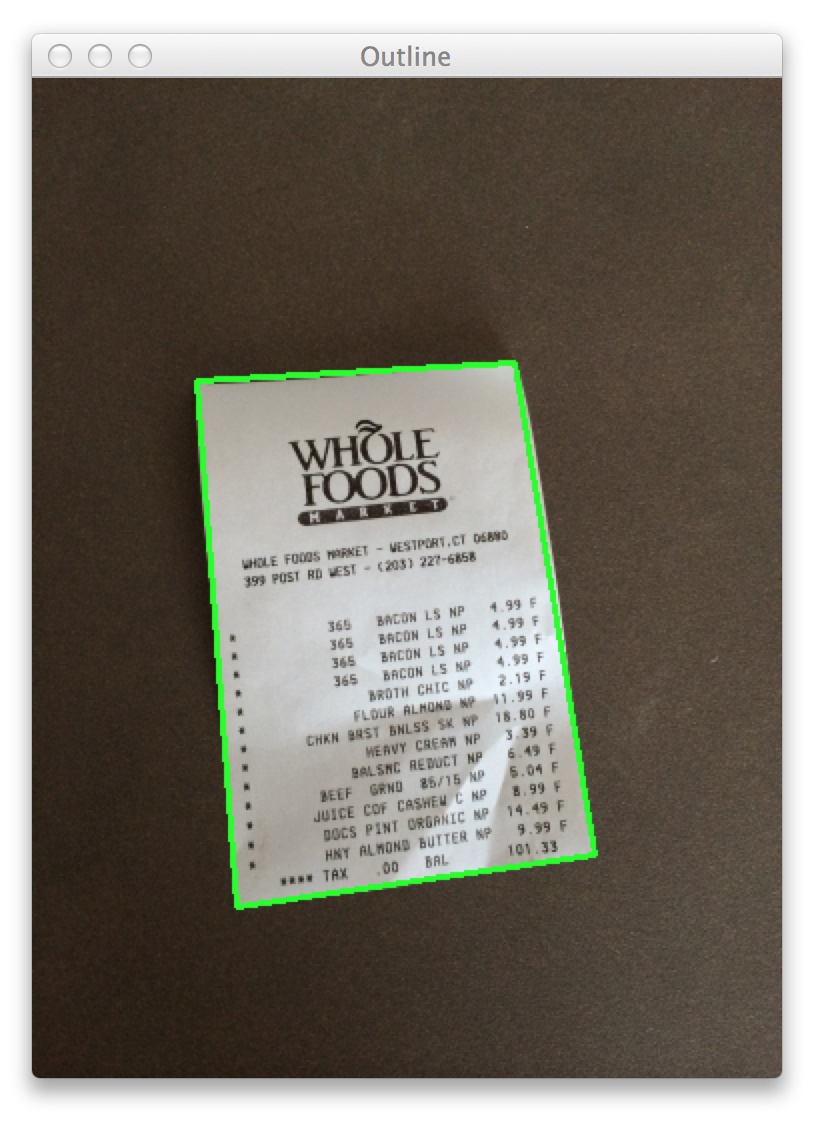 Outline
WHOLE
FOODS
MARKET
WHOLE FOODS MARKET - WESTPORT,CT 06880
399 POST RD WEST - (203) 227-6858
* 365 BACON LS NP 4.99 F
* 365 BACON LS NP 4.99 F
* 365 BACON LS NP 4.99 F
* 365 BACON LS NP 4.99 F
* BROTH CHIC NP 2.19 F
* FLOUR ALMOND NP 11.99 F
* CHKN BRST BNLSS SK NP 18.80 F
* HEAVY CREAM NP 3.39 F
* BALSMC REDUCT NP 6.49 F
* BEEF GRND 85/15 NP 5.04 F
* JUICE COF CASHEW C NP 8.99 F
* DOCS PINT ORGANIC NP 14.49 F
* HNY ALMOND BUTTER NP 9.99 F
**** TAX .00 BAL 101.33